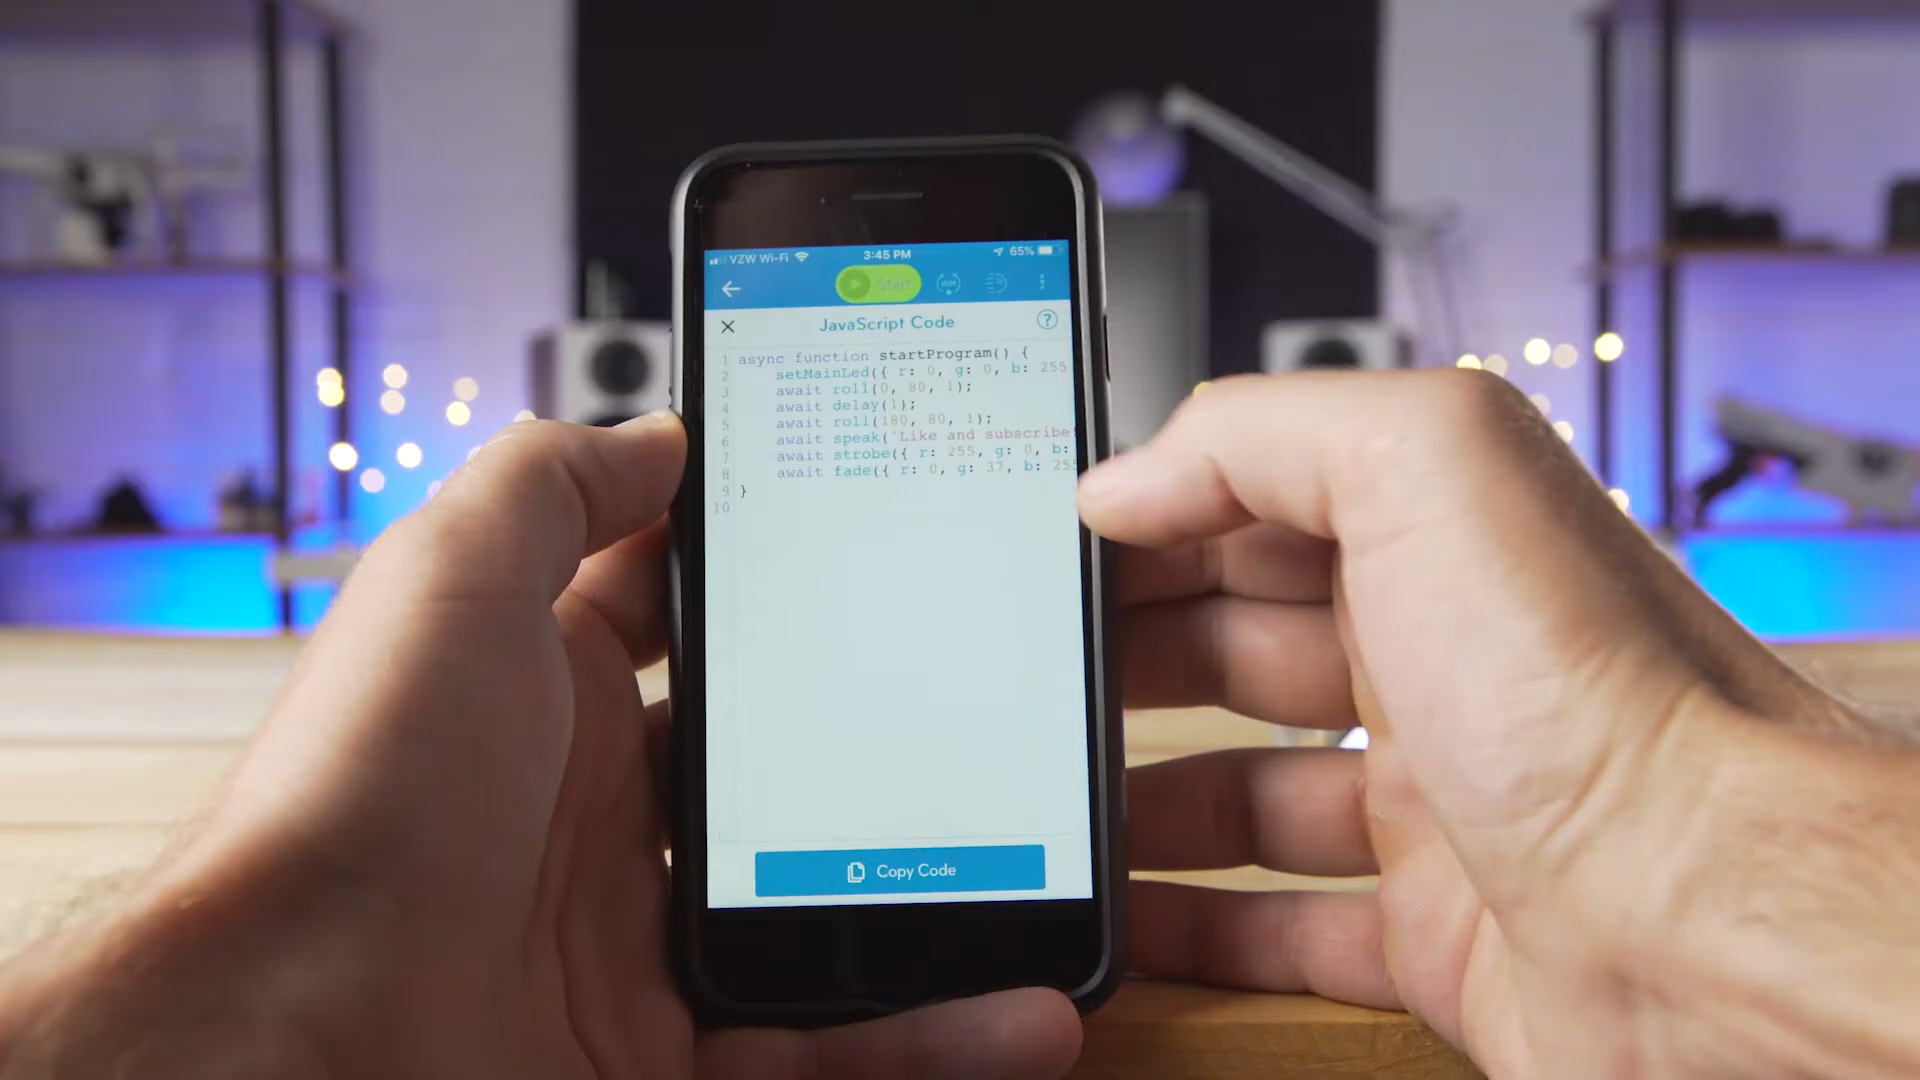 VZW Wi-Fi 3:45 PM 65%
Start AIM
JavaScript Code ?
1 async function startProgram() {
2 setMainLed({ r: 0, g: 0, b: 255
3 await roll(0, 80, 1);
4 await delay(1);
5 await roll(180, 80, 1);
6 await speak('Like and subscribe!
7 await strobe({ r: 255, g: 0, b:
8 await fade({ r: 0, g: 37, b: 255
9 }
10
Copy Code